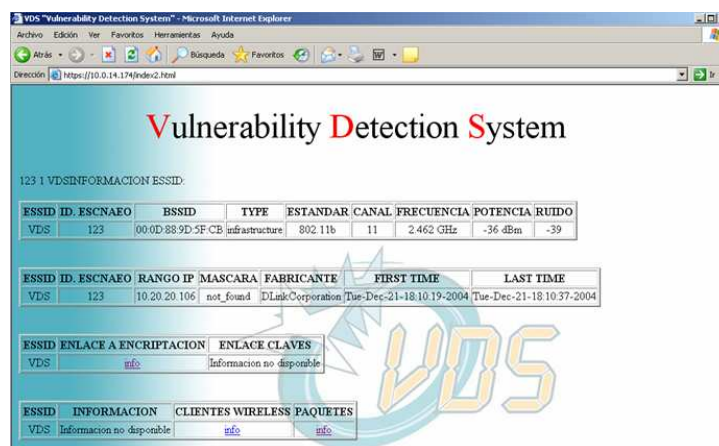 VDS "Vulnerability Detection System" - Microsoft Internet Explorer
Archivo Edición Ver Favoritos Herramientas Ayuda
Atrás Búsqueda Favoritos
Dirección https://10.0.14.174/index2.html Ir
Vulnerability Detection System
123 1 VDSINFORMACION ESSID:
ESSID ID. ESCNAEO BSSID TYPE ESTANDAR CANAL FRECUENCIA POTENCIA RUIDO
VDS 123 00:0D:88:9D:5F:CB infrastructure 802.11b 11 2.462 GHz -36 dBm -39
ESSID ID. ESCNAEO RANGO IP MASCARA FABRICANTE FIRST TIME LAST TIME
VDS 123 10.20.20.106 not_found DLinkCorporation Tue-Dec-21-18:10:19-2004 Tue-Dec-21-18:10:37-2004
ESSID ENLACE A ENCRIPTACION ENLACE CLAVES
VDS info Informacion no disponible
ESSID INFORMACION CLIENTES WIRELESS PAQUETES
VDS Informacion no disponible info info
VDS